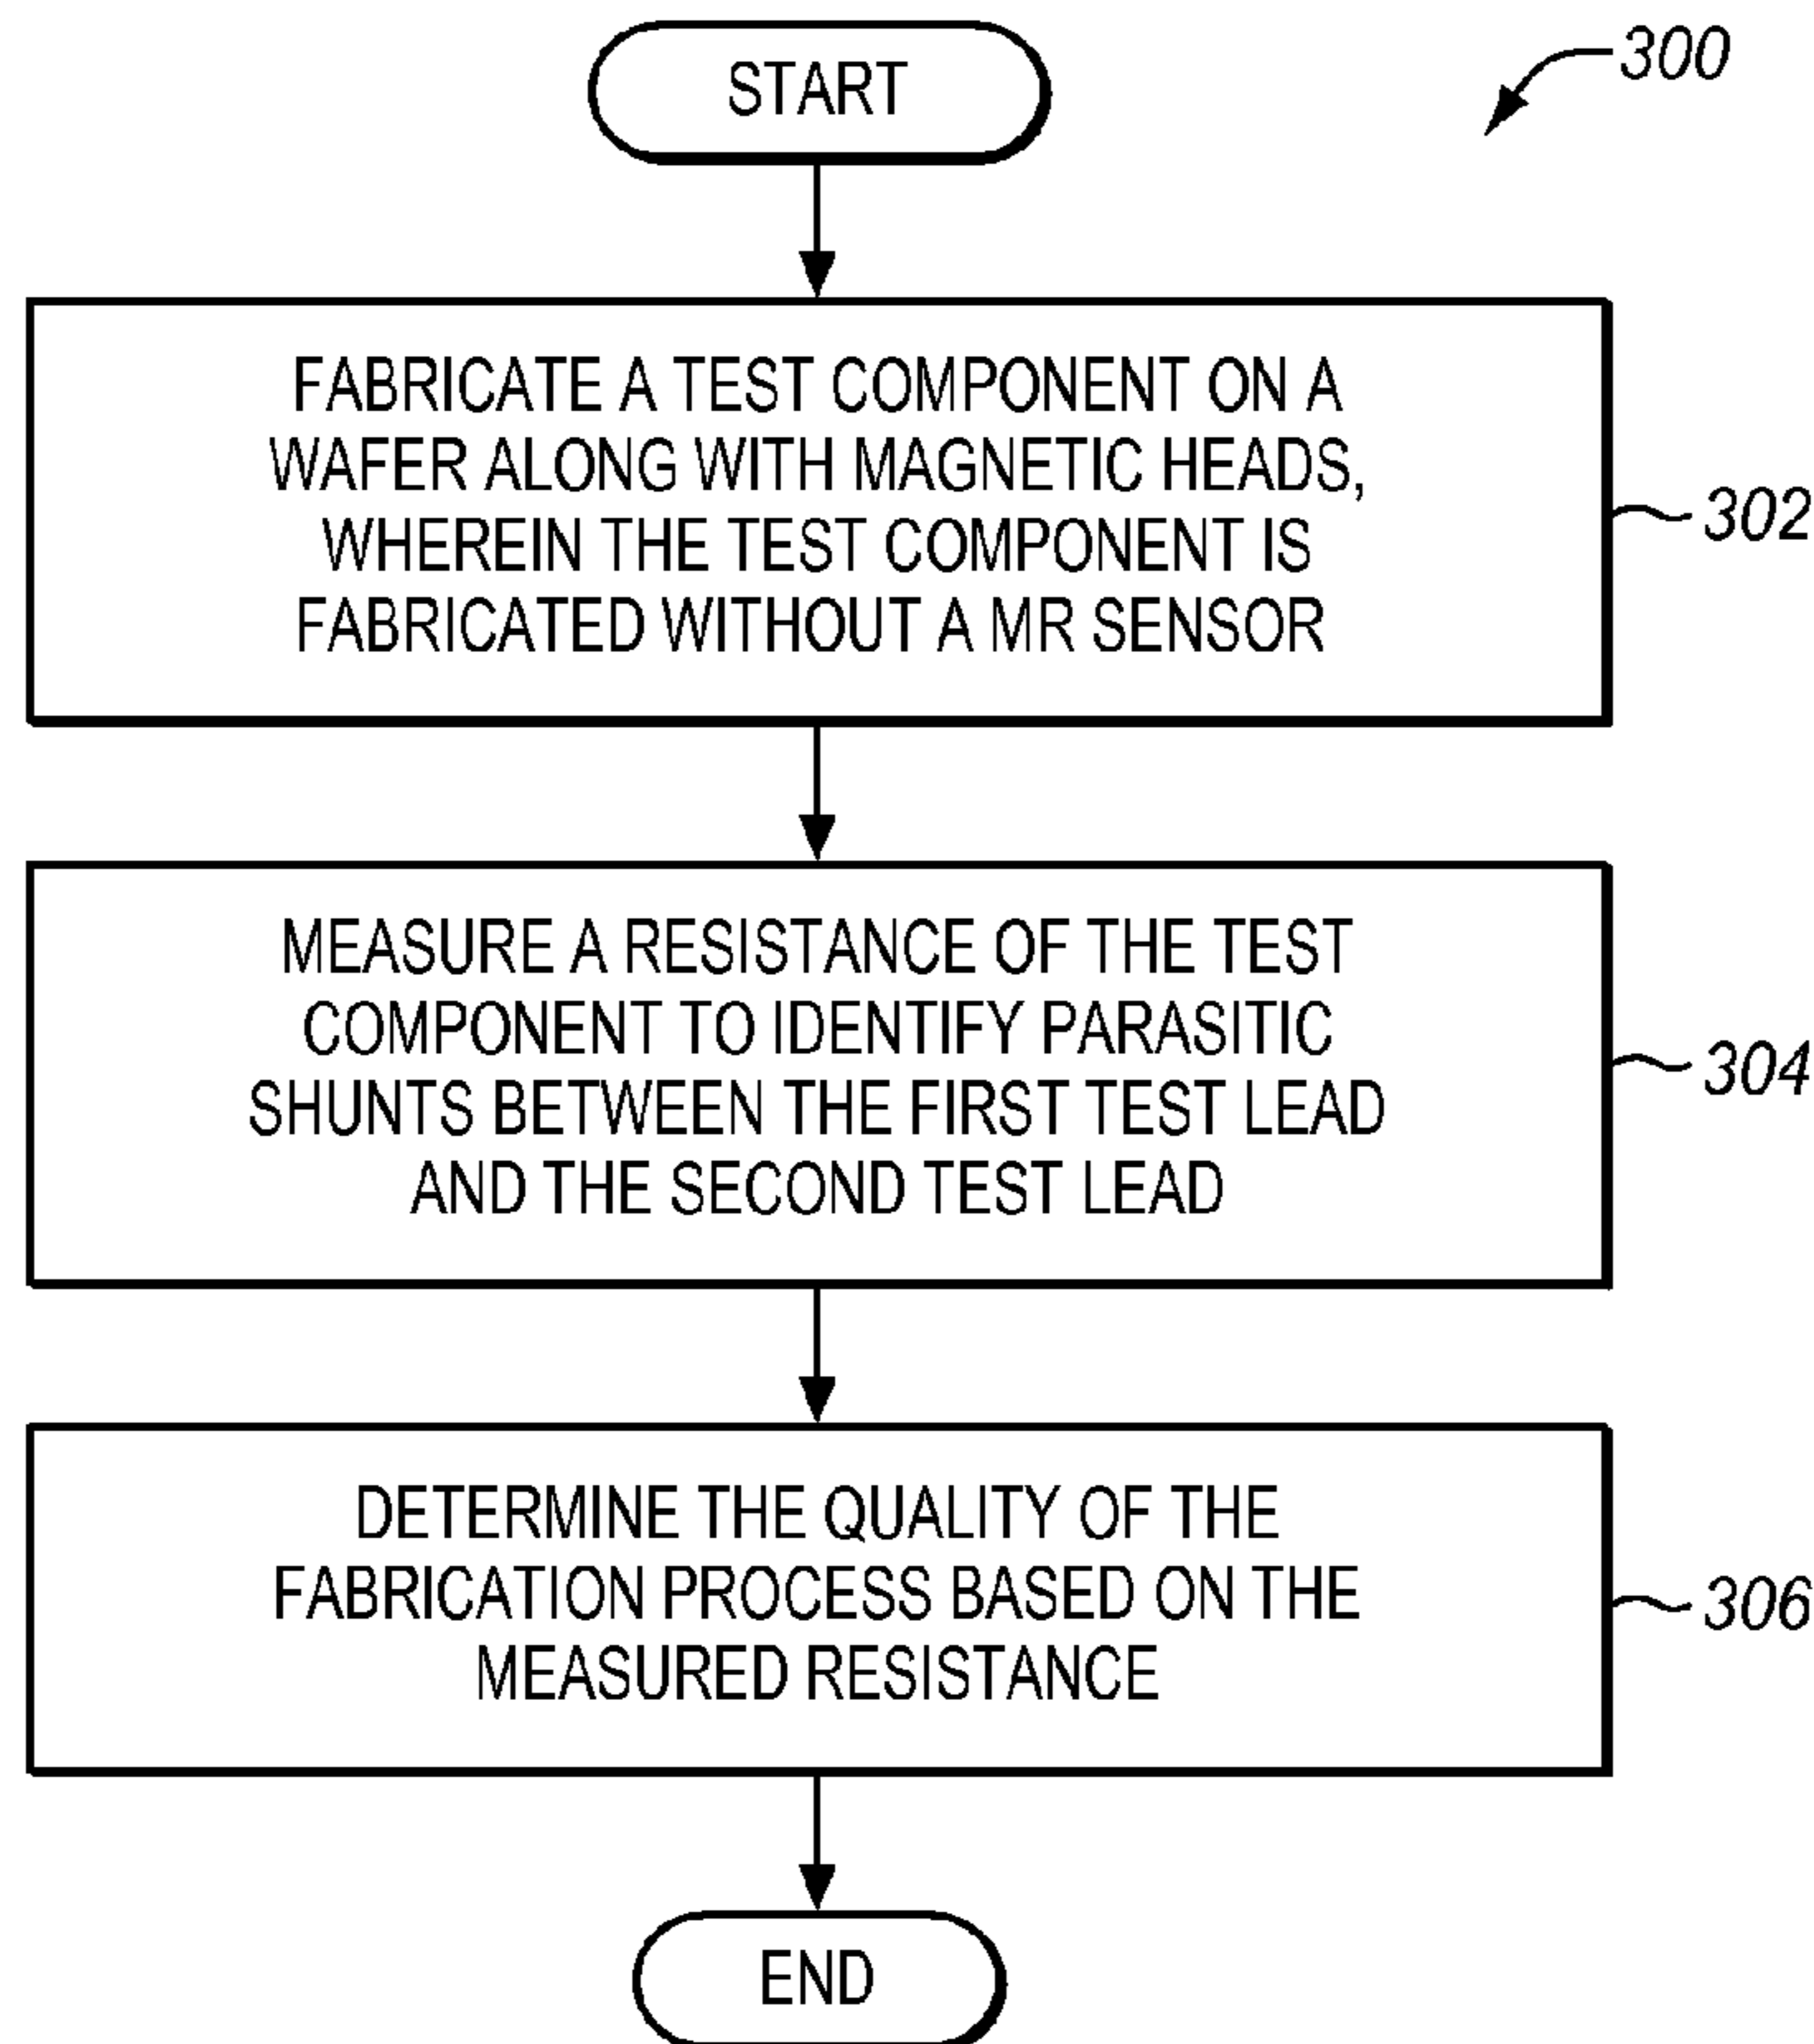 START
300
FABRICATE A TEST COMPONENT ON A
WAFER ALONG WITH MAGNETIC HEADS,
WHEREIN THE TEST COMPONENT IS
FABRICATED WITHOUT A MR SENSOR
302
MEASURE A RESISTANCE OF THE TEST
COMPONENT TO IDENTIFY PARASITIC
SHUNTS BETWEEN THE FIRST TEST LEAD
AND THE SECOND TEST LEAD
304
DETERMINE THE QUALITY OF THE
FABRICATION PROCESS BASED ON THE
MEASURED RESISTANCE
306
END